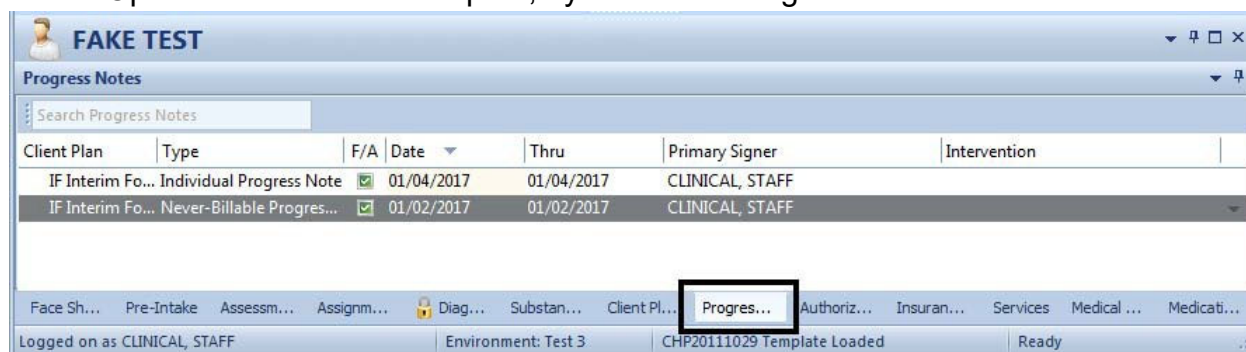 FAKE TEST
Progress Notes
Search Progress Notes
Client Plan Type F/A Date Thru Primary Signer Intervention
IF Interim Fo... Individual Progress Note 01/04/2017 01/04/2017 CLINICAL, STAFF
IF Interim Fo... Never-Billable Progres... 01/02/2017 01/02/2017 CLINICAL, STAFF
Face Sh... Pre-Intake Assessm... Assignm... Diag... Substan... Client Pl... Progres... Authoriz... Insuran... Services Medical ... Medicati...
Logged on as CLINICAL, STAFF Environment: Test 3 CHP20111029 Template Loaded Ready